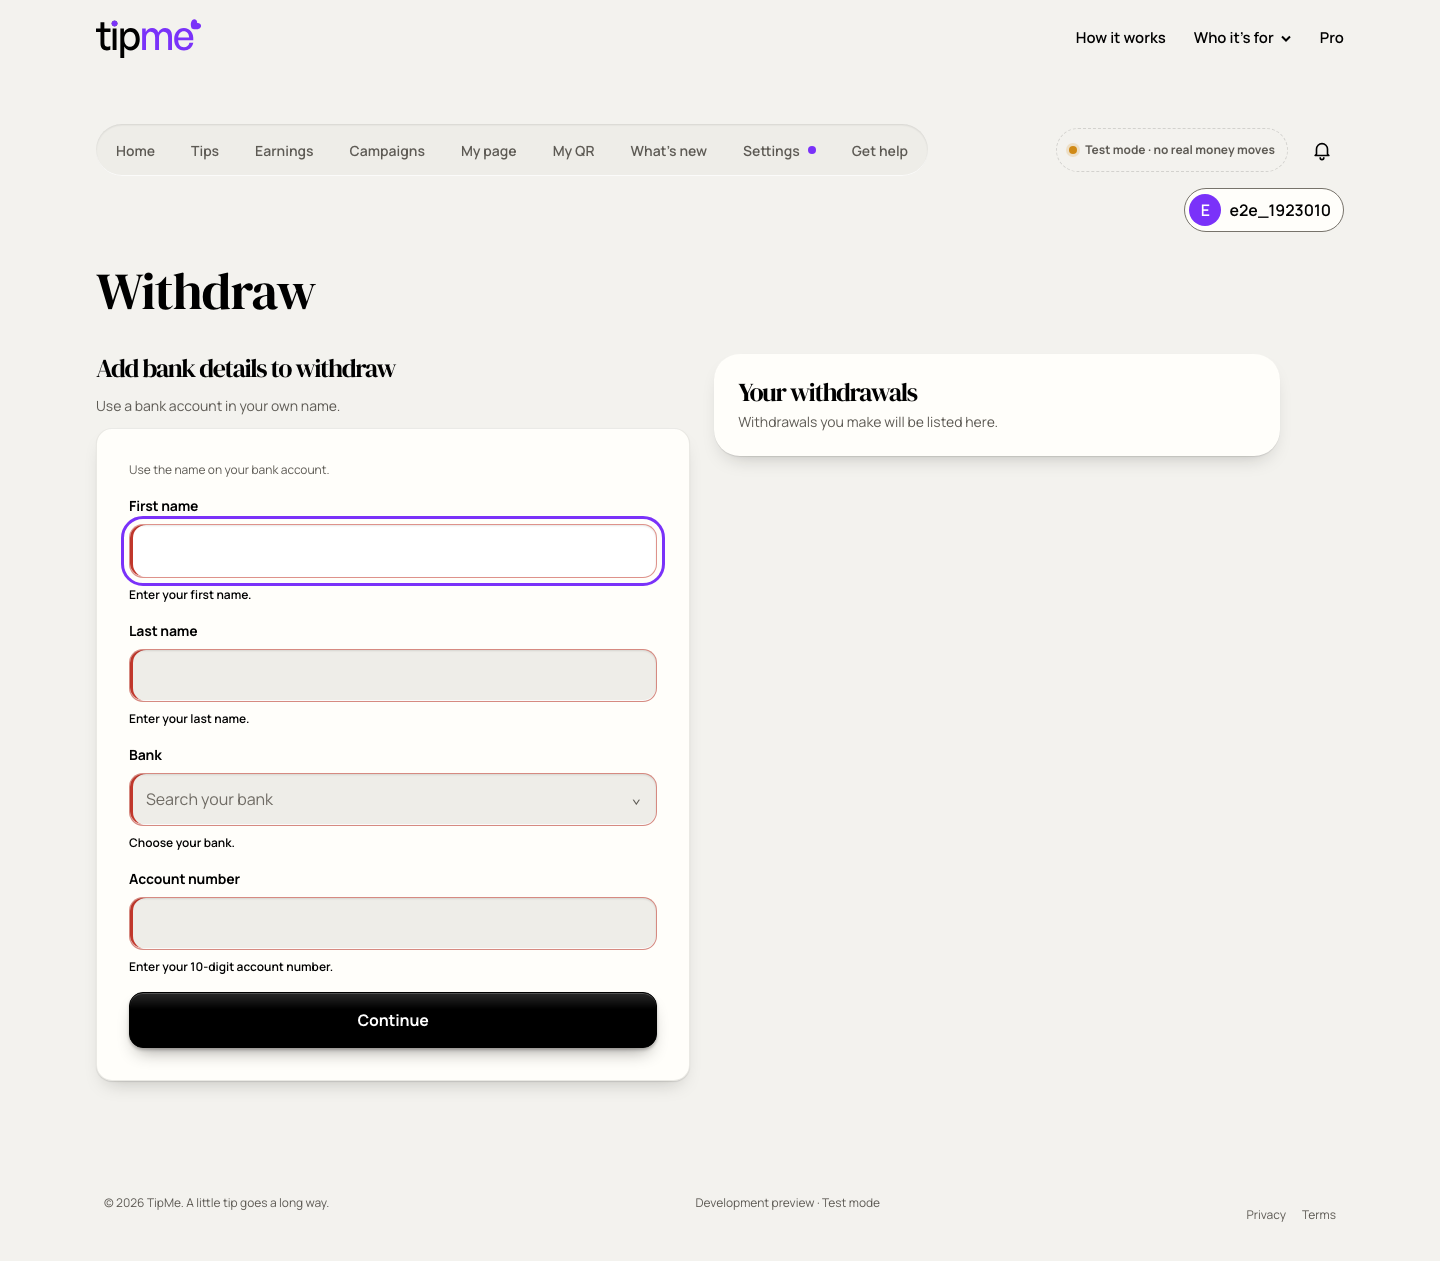 tipme
How it works
Who it's for
Pro
Home
Tips
Earnings
Campaigns
My page
My QR
What's new
Settings
Get help
Test mode · no real money moves
E
e2e_1923010
Withdraw
Add bank details to withdraw
Use a bank account in your own name.
Use the name on your bank account.
First name
Enter your first name.
Last name
Enter your last name.
Bank
Search your bank
Choose your bank.
Account number
Enter your 10-digit account number.
Continue
Your withdrawals
Withdrawals you make will be listed here.
© 2026 TipMe. A little tip goes a long way.
Development preview · Test mode
Privacy
Terms